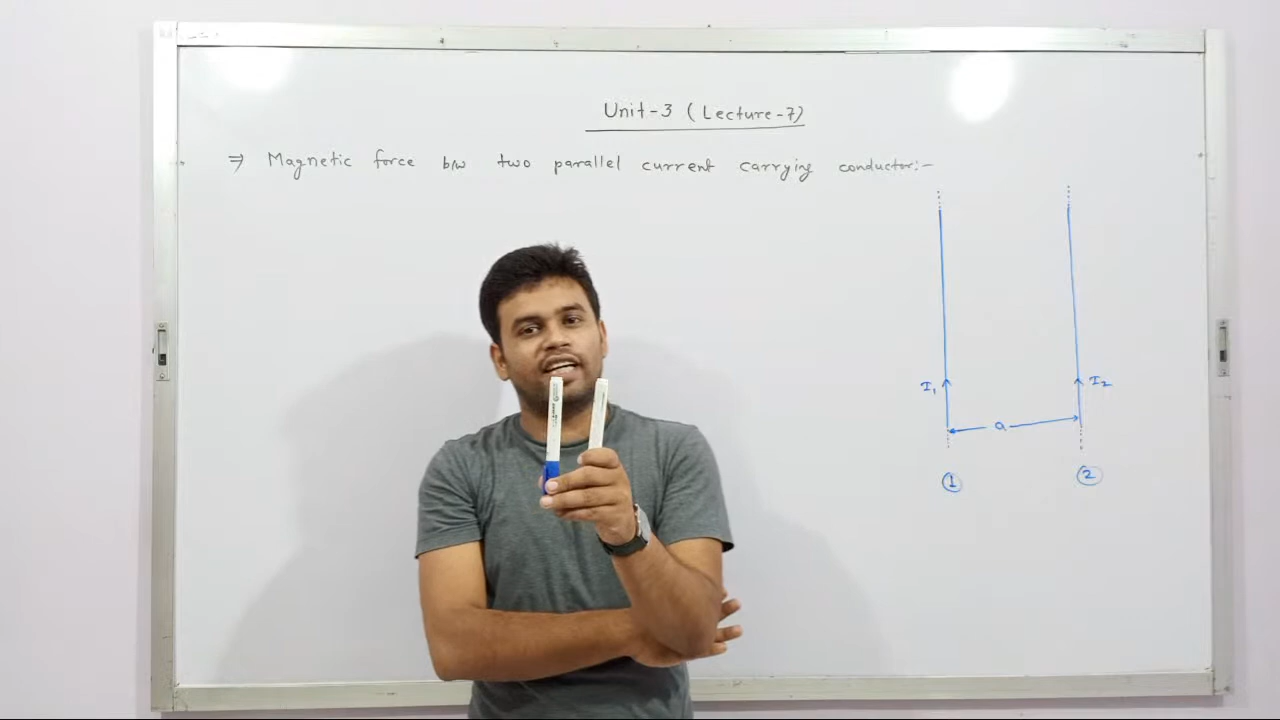 Unit-3 (Lecture-7)
⇒ Magnetic force b/w two parallel current carrying conductor:-
I₁
I₂
a
①
②